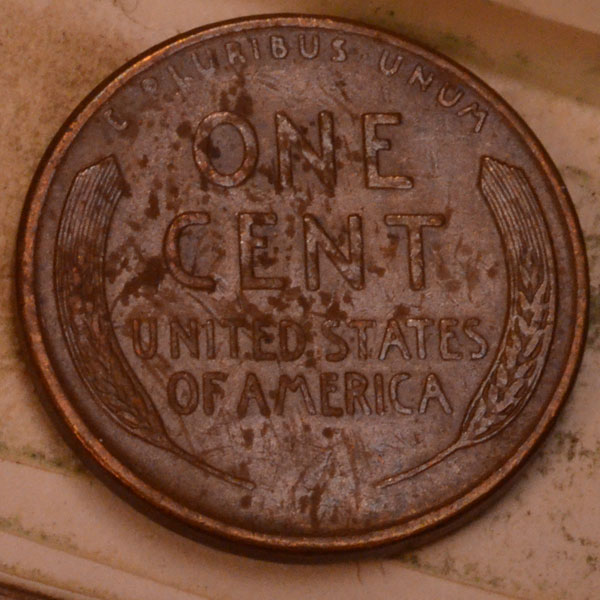 E PLURIBUS UNUM
ONE
CENT
UNITED STATES
OF AMERICA